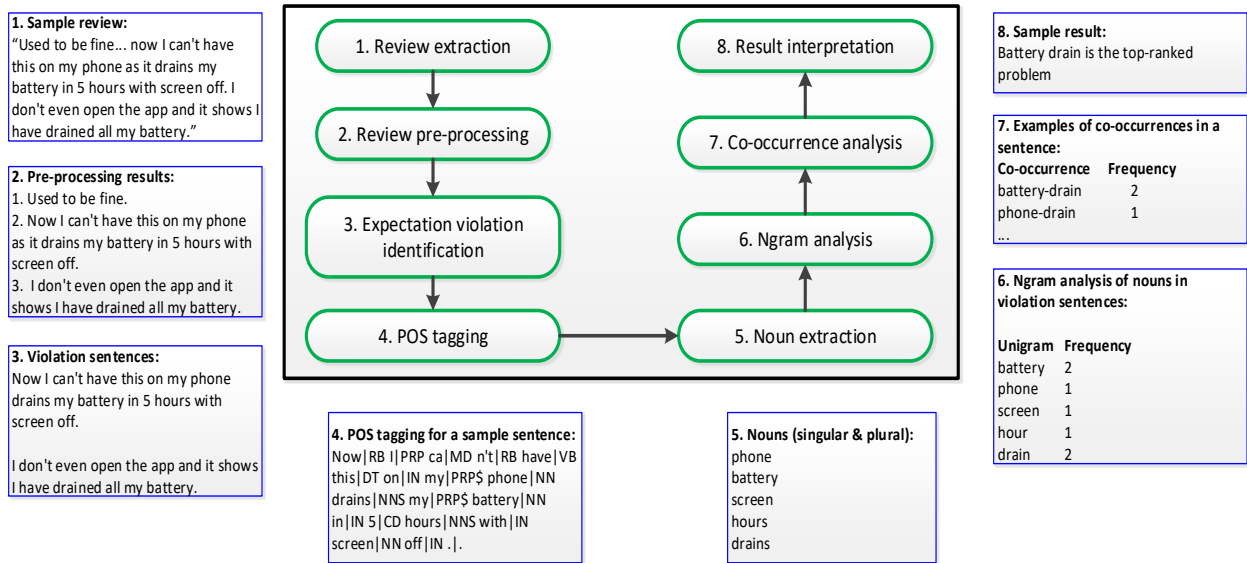 1. Sample review:
“Used to be fine... now I can't have
this on my phone as it drains my
battery in 5 hours with screen off. I
don't even open the app and it shows I
have drained all my battery.”
2. Pre-processing results:
1. Used to be fine.
2. Now I can't have this on my phone
as it drains my battery in 5 hours with
screen off.
3.  I don't even open the app and it
shows I have drained all my battery.
3. Violation sentences:
Now I can't have this on my phone
drains my battery in 5 hours with
screen off.
I don't even open the app and it shows
I have drained all my battery.
1. Review extraction
2. Review pre-processing
3. Expectation violation
identification
4. POS tagging
5. Noun extraction
6. Ngram analysis
7. Co-occurrence analysis
8. Result interpretation
4. POS tagging for a sample sentence:
Now|RB I|PRP ca|MD n't|RB have|VB
this|DT on|IN my|PRP$ phone|NN
drains|NNS my|PRP$ battery|NN
in|IN 5|CD hours|NNS with|IN
screen|NN off|IN .|.
5. Nouns (singular & plural):
phone
battery
screen
hours
drains
6. Ngram analysis of nouns in
violation sentences:
Unigram Frequency
battery 2
phone 1
screen 1
hour 1
drain 2
7. Examples of co-occurrences in a
sentence:
Co-occurrence Frequency
battery-drain 2
phone-drain 1
...
8. Sample result:
Battery drain is the top-ranked
problem